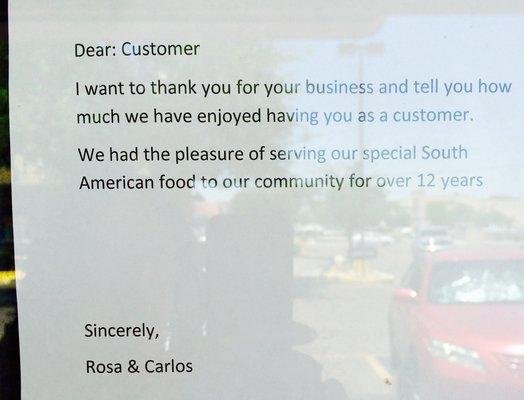 Dear: Customer
I want to thank you for your business and tell you how
much we have enjoyed having you as a customer.
We had the pleasure of serving our special South
American food to our community for over 12 years
Sincerely,
Rosa & Carlos